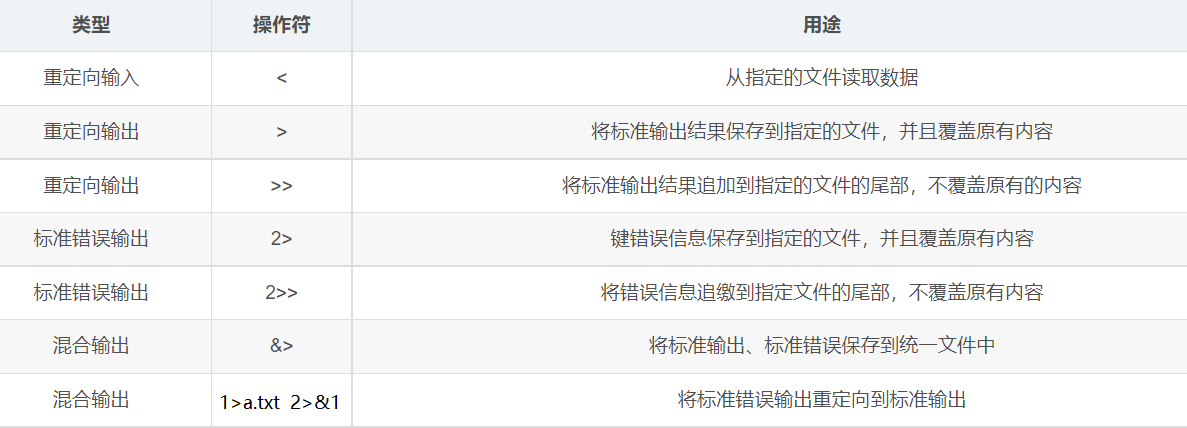 类型 操作符 用途
重定向输入 < 从指定的文件读取数据
重定向输出 > 将标准输出结果保存到指定的文件，并且覆盖原有内容
重定向输出 >> 将标准输出结果追加到指定的文件的尾部，不覆盖原有的内容
标准错误输出 2> 键错误信息保存到指定的文件，并且覆盖原有内容
标准错误输出 2>> 将错误信息追缴到指定文件的尾部，不覆盖原有内容
混合输出 &> 将标准输出、标准错误保存到统一文件中
混合输出 1>a.txt 2>&1 将标准错误输出重定向到标准输出